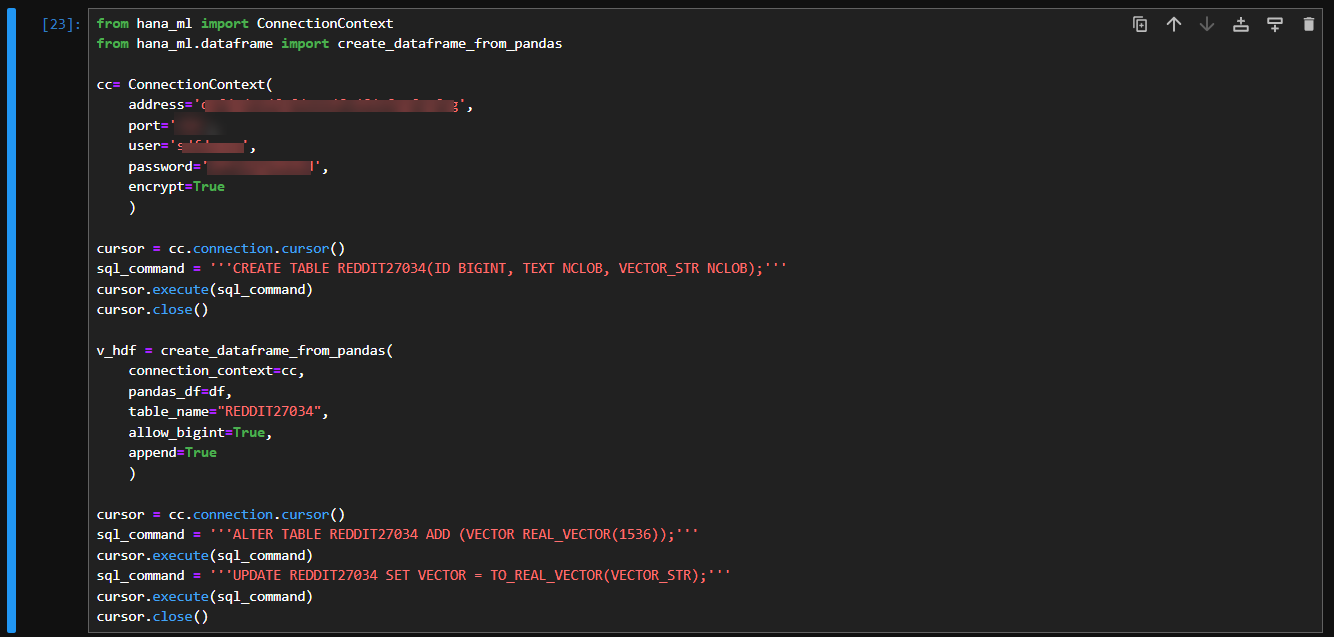 [23]:
from hana_ml import ConnectionContext
from hana_ml.dataframe import create_dataframe_from_pandas
cc= ConnectionContext(
address='
port='
user='
password='
encrypt=True
)
cursor = cc.connection.cursor()
sql_command = '''CREATE TABLE REDDIT27034(ID BIGINT, TEXT NCLOB, VECTOR_STR NCLOB);'''
cursor.execute(sql_command)
cursor.close()
v_hdf = create_dataframe_from_pandas(
connection_context=cc,
pandas_df=df,
table_name="REDDIT27034",
allow_bigint=True,
append=True
)
cursor = cc.connection.cursor()
sql_command = '''ALTER TABLE REDDIT27034 ADD (VECTOR REAL_VECTOR(1536));'''
cursor.execute(sql_command)
sql_command = '''UPDATE REDDIT27034 SET VECTOR = TO_REAL_VECTOR(VECTOR_STR);'''
cursor.execute(sql_command)
cursor.close()